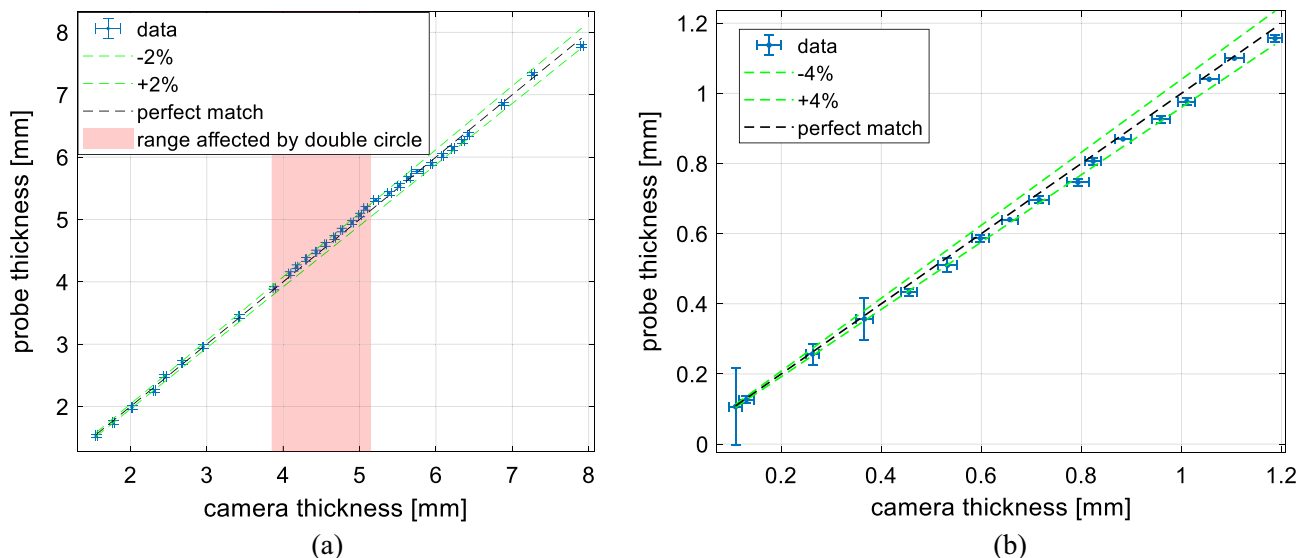 data
-2%
+2%
perfect match
range affected by double circle
8
7
6
5
4
3
2
probe thickness [mm]
2 3 4 5 6 7 8
camera thickness [mm]
(a)
data
-4%
+4%
perfect match
1.2
1
0.8
0.6
0.4
0.2
0
probe thickness [mm]
0.2 0.4 0.6 0.8 1 1.2
camera thickness [mm]
(b)